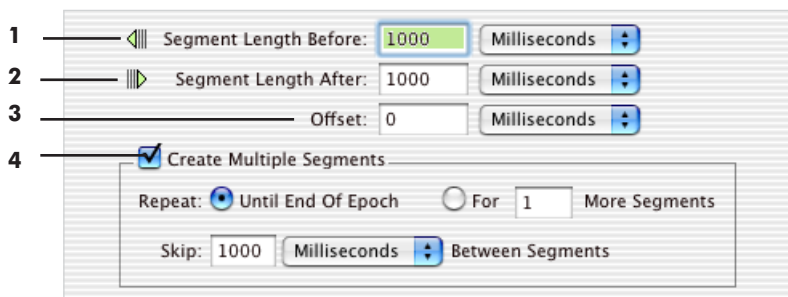 1 Segment Length Before: 1000 Milliseconds
2 Segment Length After: 1000 Milliseconds
3 Offset: 0 Milliseconds
4 Create Multiple Segments
Repeat: Until End Of Epoch For 1 More Segments
Skip: 1000 Milliseconds Between Segments